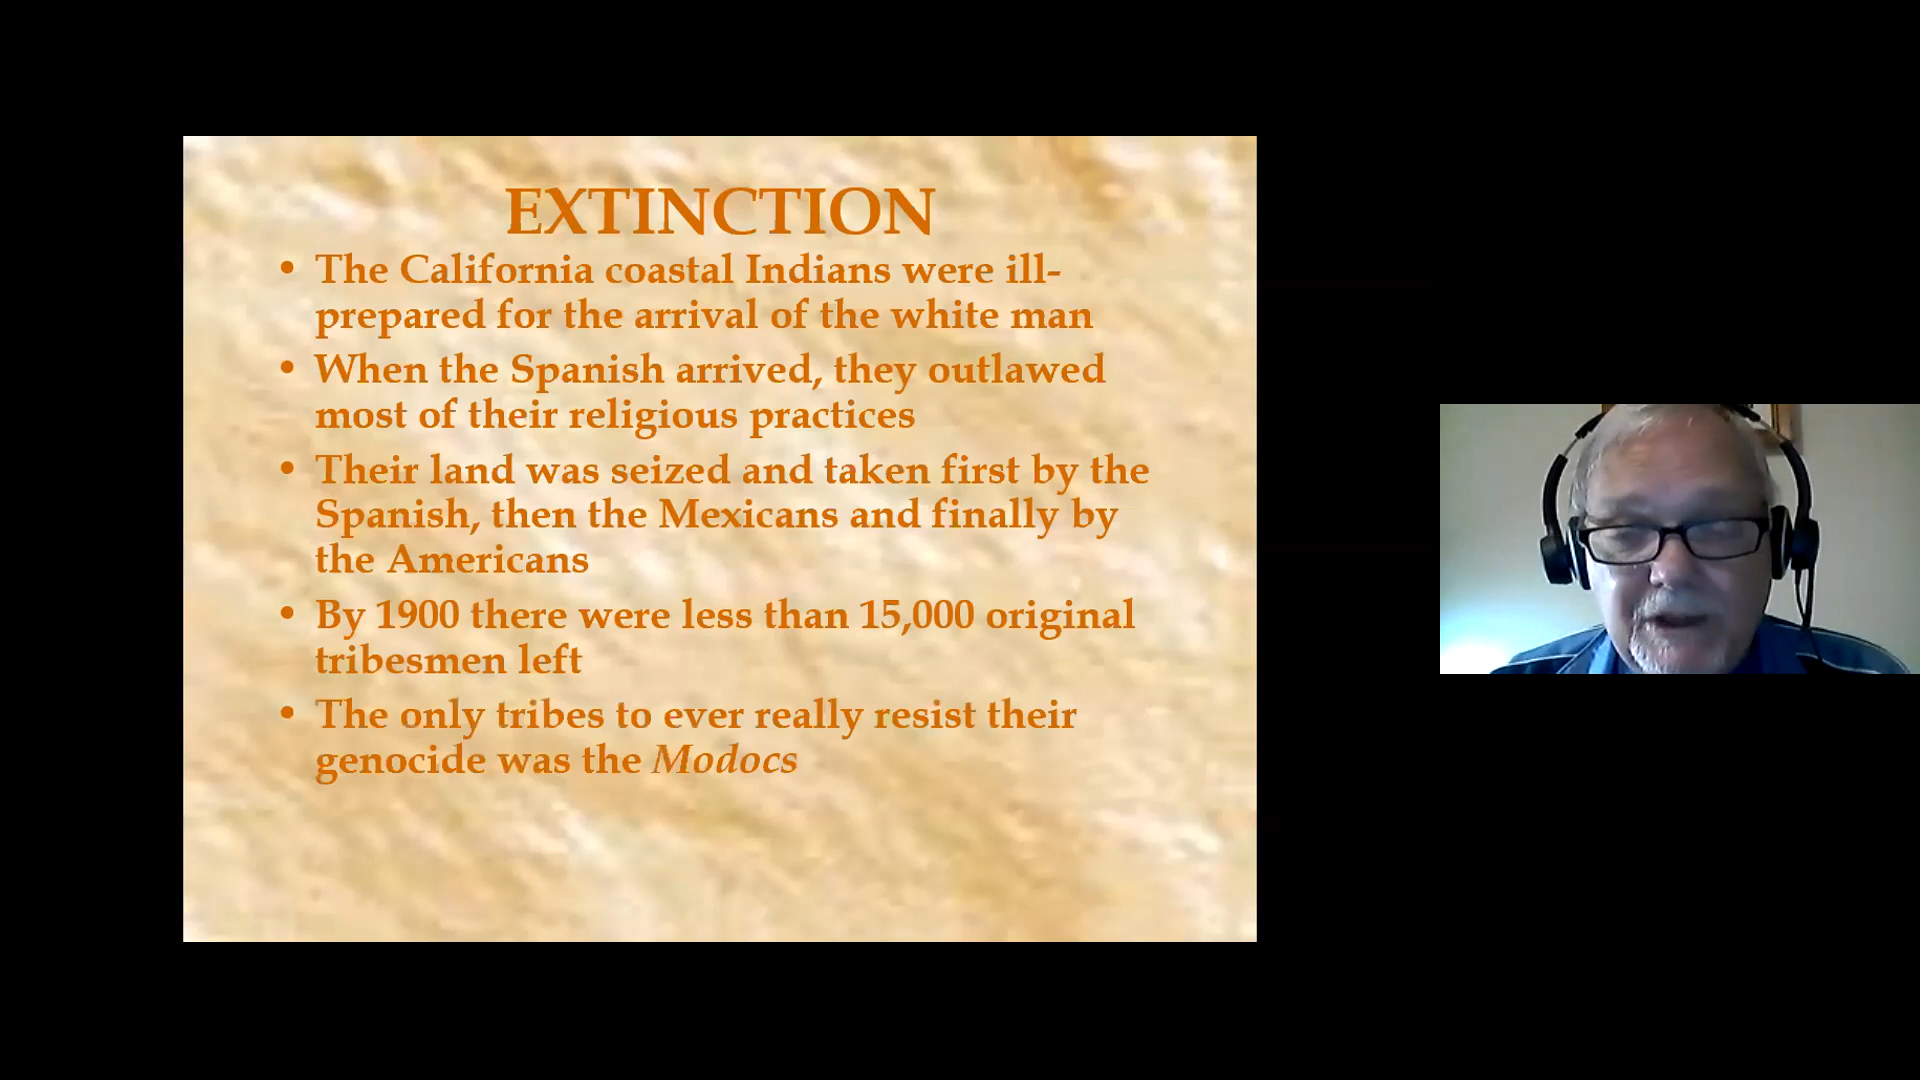 EXTINCTION
• The California coastal Indians were ill-
prepared for the arrival of the white man
• When the Spanish arrived, they outlawed
most of their religious practices
• Their land was seized and taken first by the
Spanish, then the Mexicans and finally by
the Americans
• By 1900 there were less than 15,000 original
tribesmen left
• The only tribes to ever really resist their
genocide was the Modocs